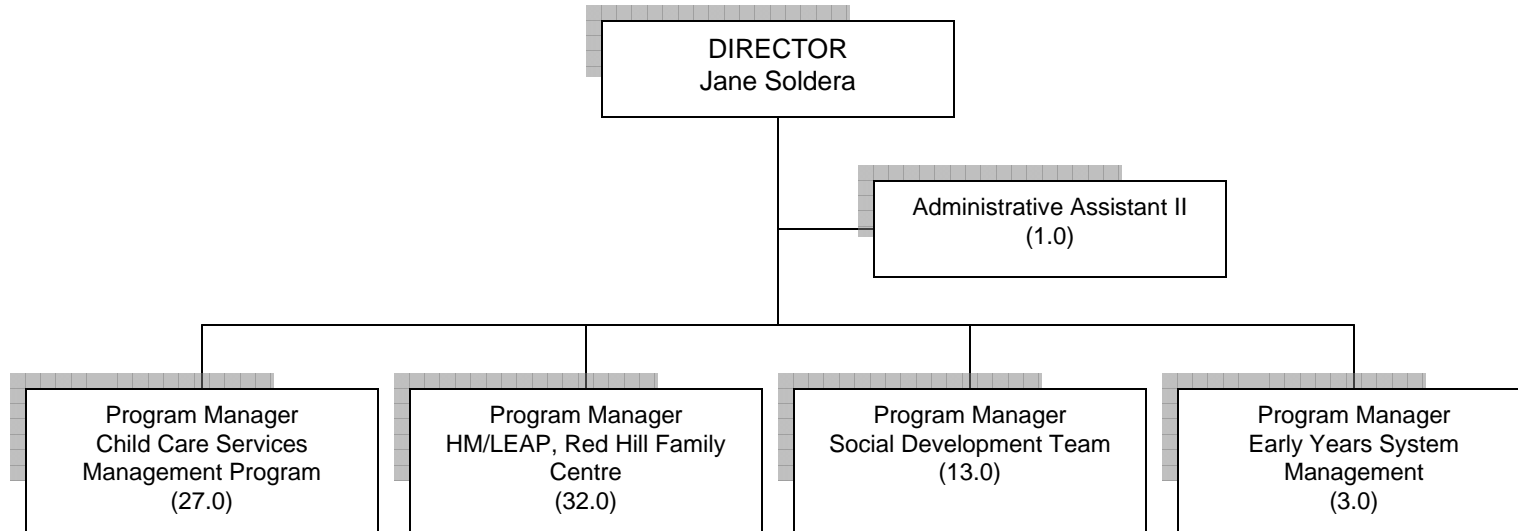 DIRECTOR
Jane Soldera
Administrative Assistant II
(1.0)
Program Manager
Child Care Services
Management Program
(27.0)
Program Manager
HM/LEAP, Red Hill Family
Centre
(32.0)
Program Manager
Social Development Team
(13.0)
Program Manager
Early Years System
Management
(3.0)